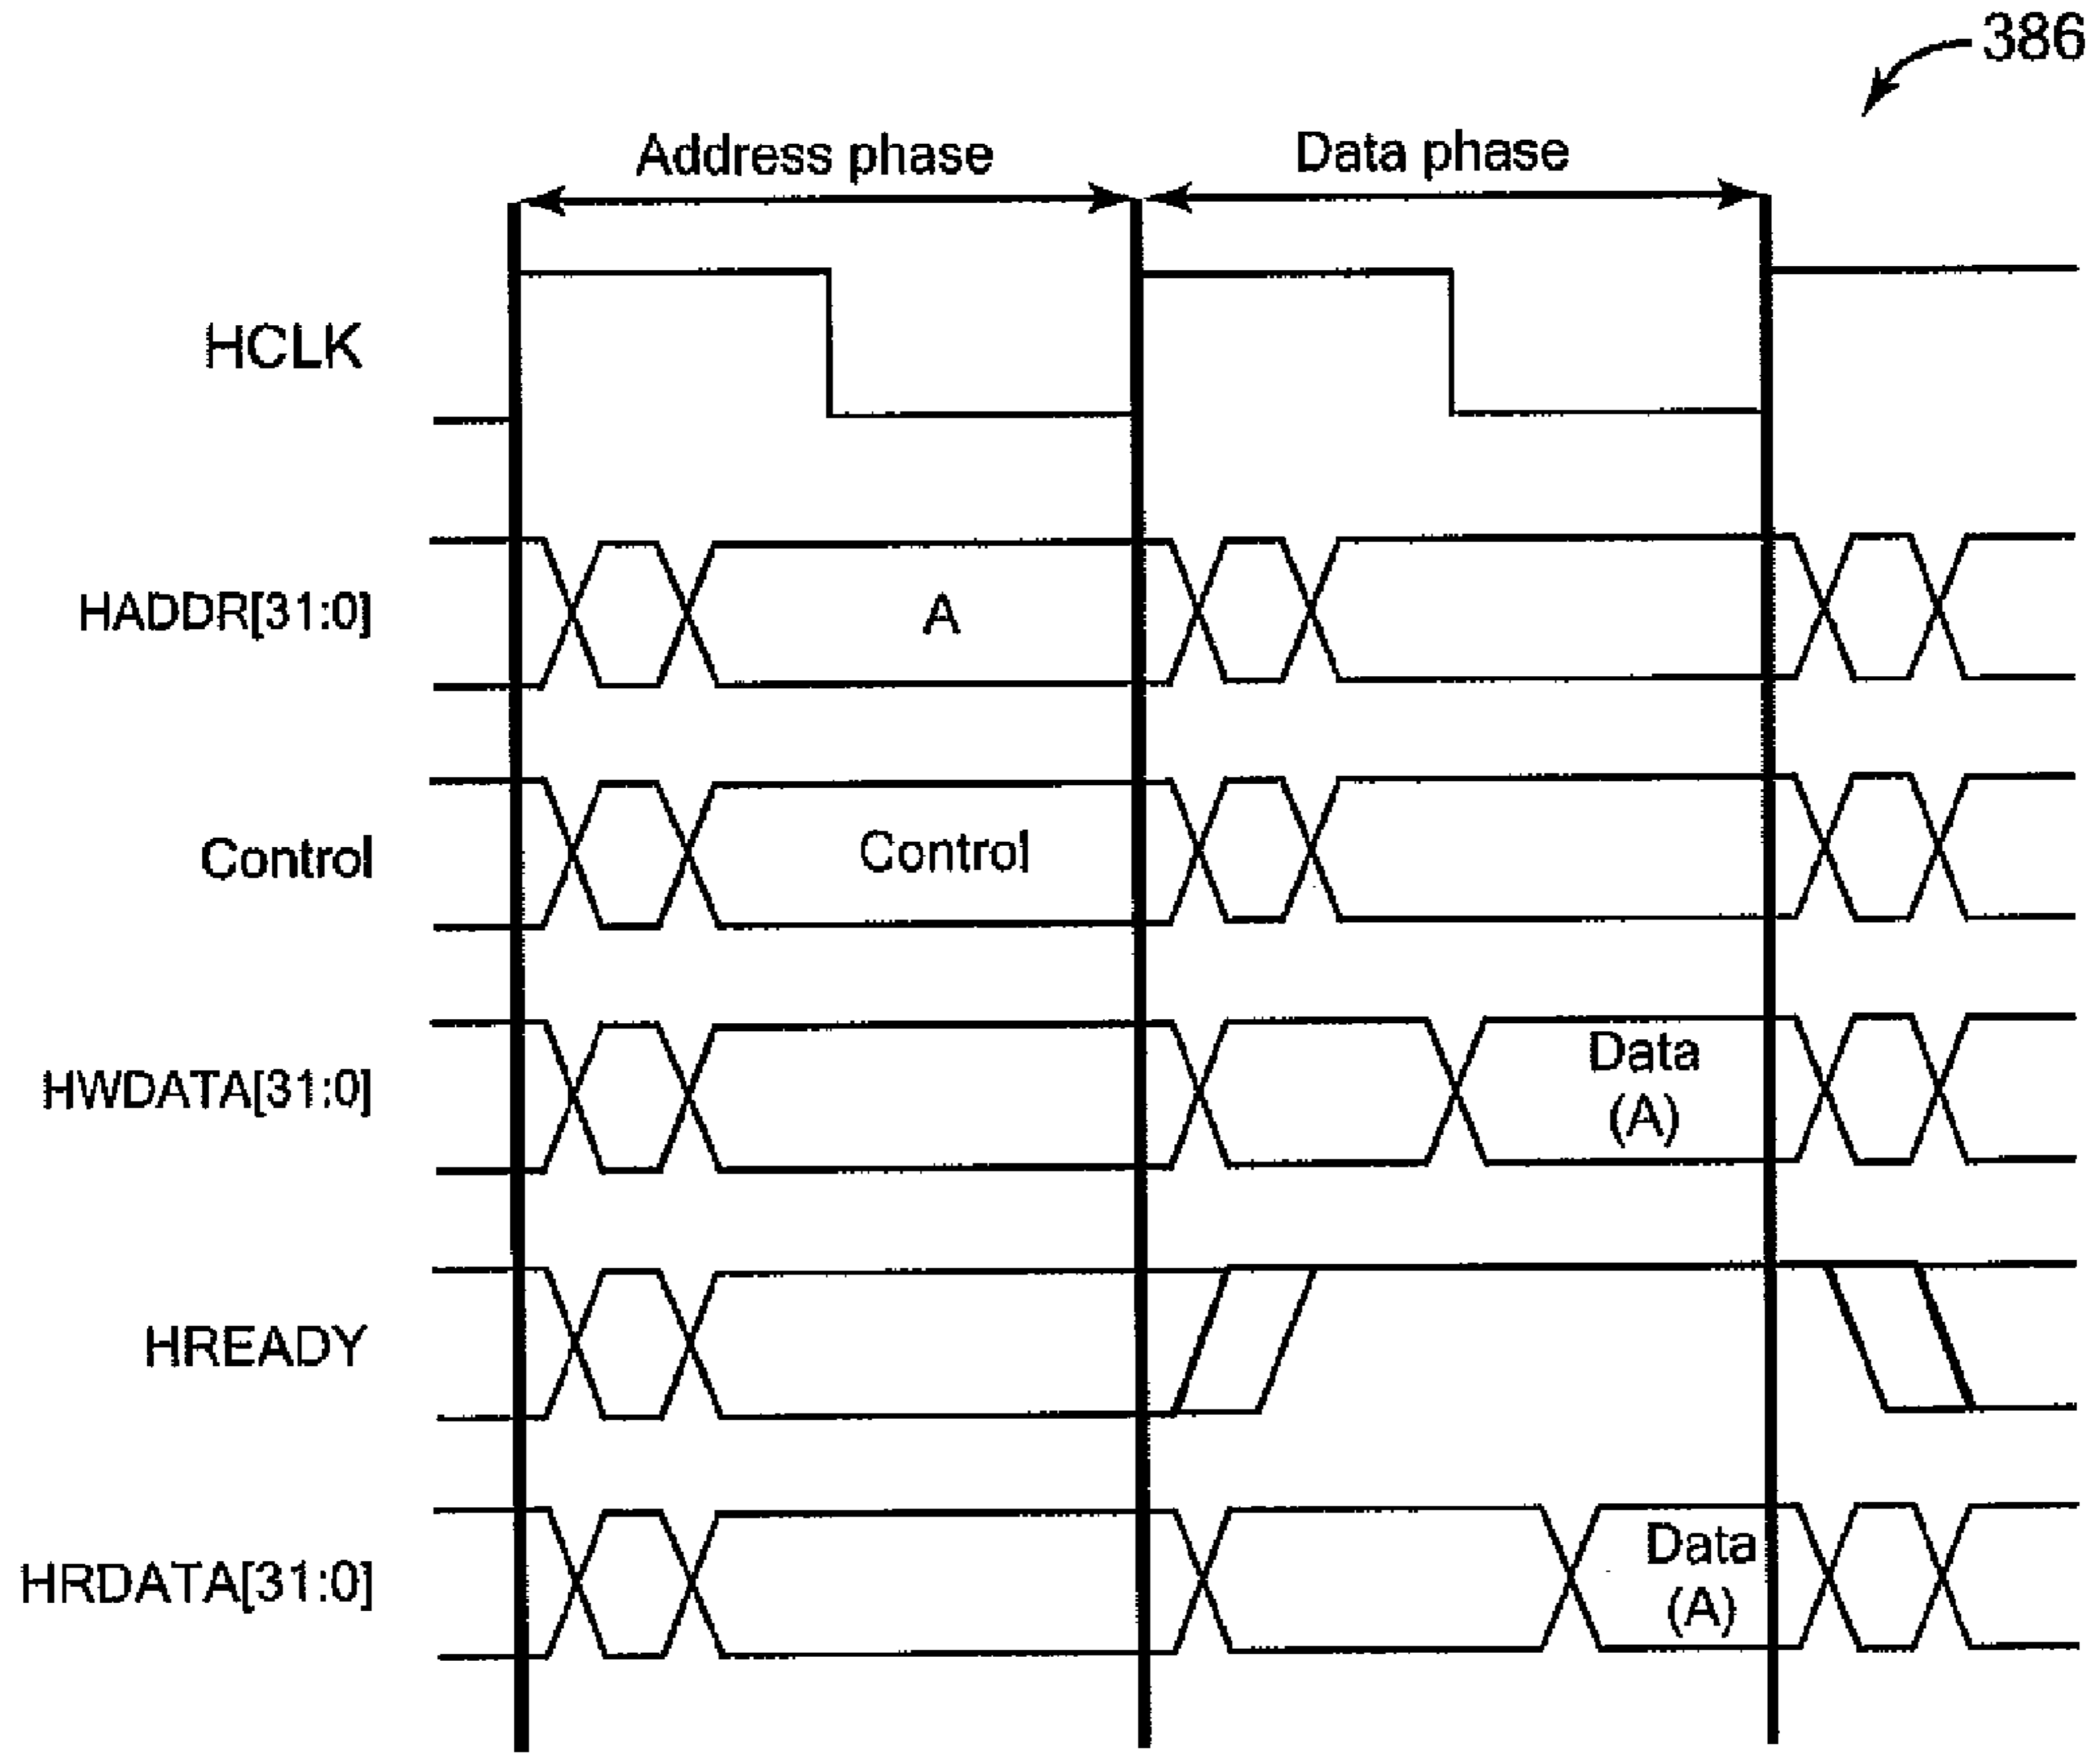 386
Address phase
Data phase
HCLK
HADDR[31:0]
A
Control
Control
HWDATA[31:0]
Data
(A)
HREADY
HRDATA[31:0]
Data
(A)